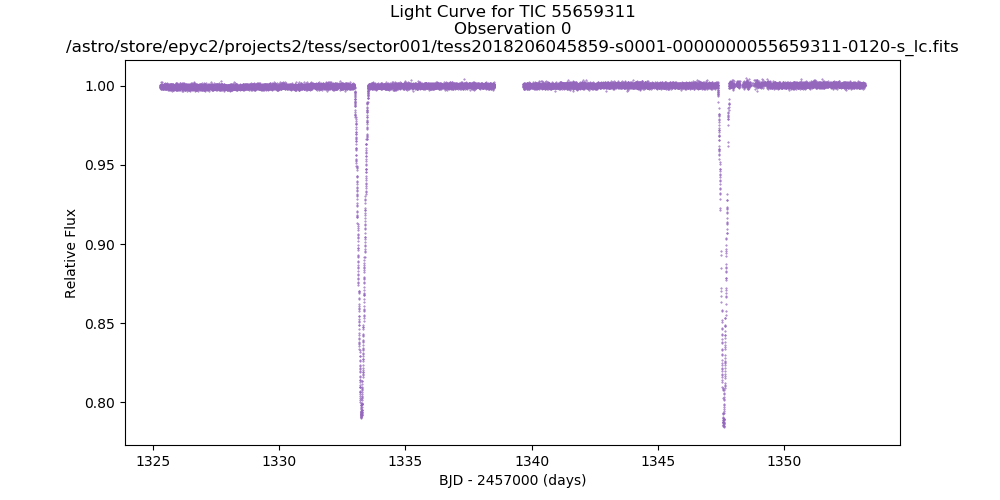 Light Curve for TIC 55659311
Observation 0
/astro/store/epyc2/projects2/tess/sector001/tess2018206045859-s0001-0000000055659311-0120-s_lc.fits
1.00
0.95
0.90
0.85
0.80
Relative Flux
1325
1330
1335
1340
1345
1350
BJD - 2457000 (days)